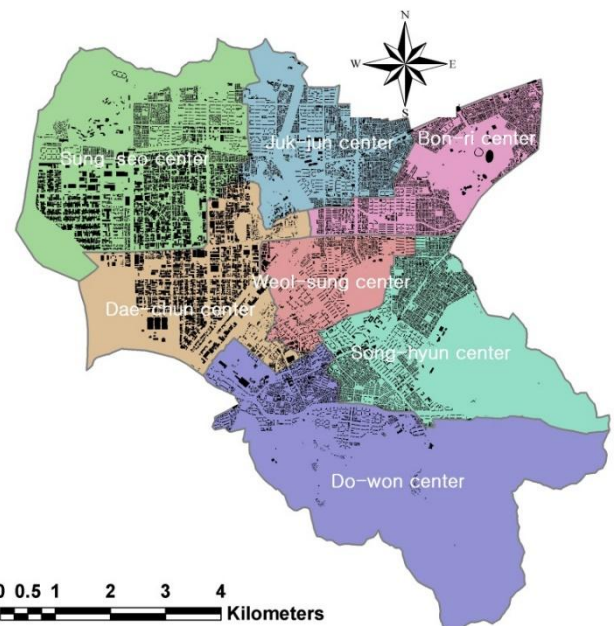 N
W E
S
Bon-ri center
Juk-jun center
Sung-seo center
Weol-sung center
Dae-chun center
Song-hyun center
Do-won center
0 0.5 1 2 3 4
Kilometers